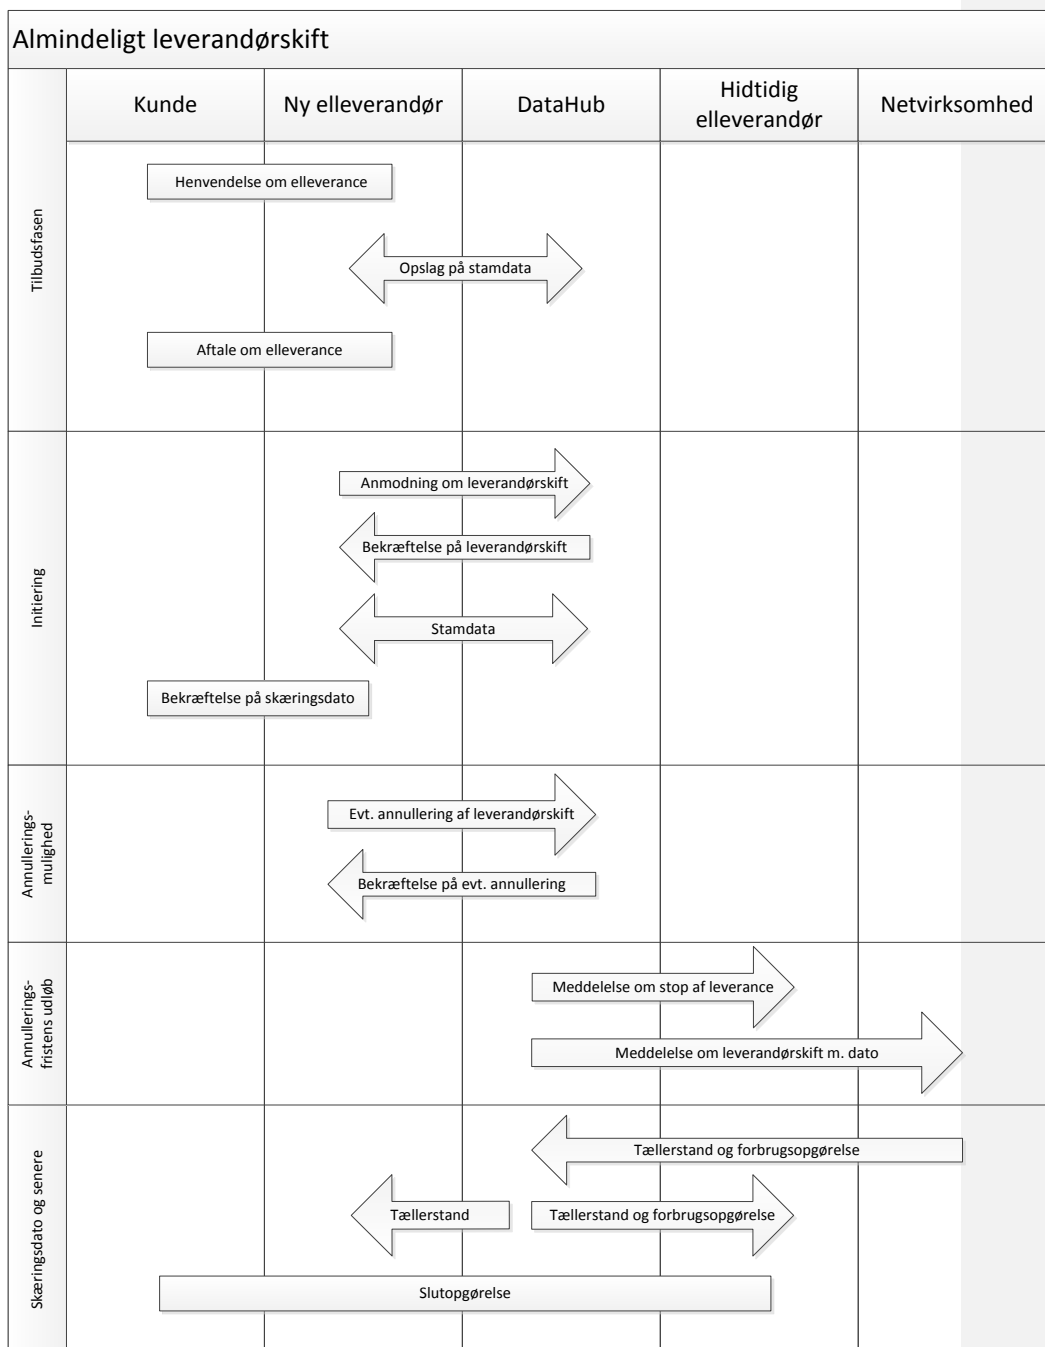 Almindeligt leverandørskift
Kunde
Ny elleverandør
DataHub
Hidtidig
elleverandør
Netvirksomhed
Tilbudsfasen
Henvendelse om elleverance
Opslag på stamdata
Aftale om elleverance
Initiering
Anmodning om leverandørskift
Bekræftelse på leverandørskift
Stamdata
Bekræftelse på skæringsdato
Annullerings-
mulighed
Evt. annullering af leverandørskift
Bekræftelse på evt. annullering
Annullerings-
fristens udløb
Meddelelse om stop af leverance
Meddelelse om leverandørskift m. dato
Skæringsdato og senere
Tællerstand og forbrugsopgørelse
Tællerstand
Tællerstand og forbrugsopgørelse
Slutopgørelse